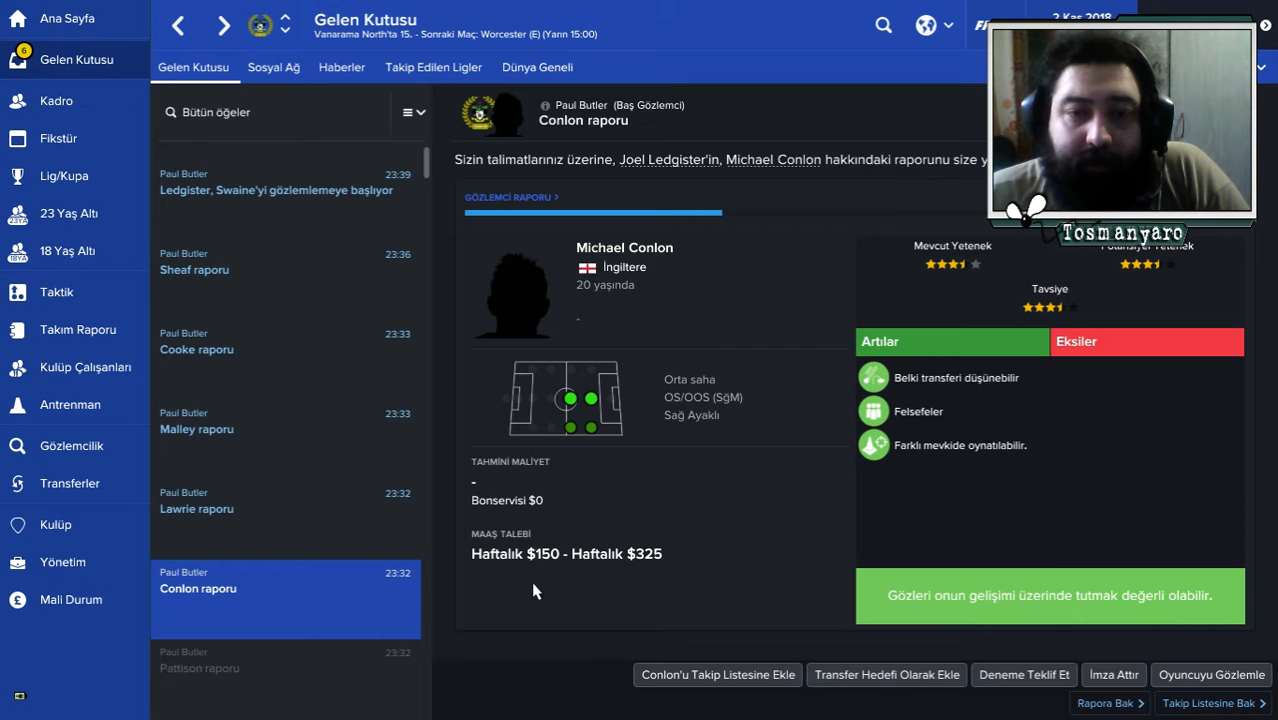 Ana Sayfa
6
Gelen Kutusu
Kadro
Fikstür
Lig/Kupa
23YA
23 Yaş Altı
18YA
18 Yaş Altı
Taktik
Takım Raporu
Kulüp Çalışanları
Antrenman
Gözlemcilik
Transferler
Kulüp
Yönetim
Mali Durum
Gelen Kutusu
Vanarama North'ta 15. - Sonraki Maç: Worcester (E) (Yarın 15:00)
2 Kas 2018
Gelen Kutusu
Sosyal Ağ
Haberler
Takip Edilen Ligler
Dünya Geneli
Bütün öğeler
Paul Butler 23:39
Ledgister, Swaine'yi gözlemlemeye başlıyor
Paul Butler 23:36
Sheaf raporu
Paul Butler 23:33
Cooke raporu
Paul Butler 23:33
Malley raporu
Paul Butler 23:32
Lawrie raporu
Paul Butler 23:32
Conlon raporu
Paul Butler 23:32
Pattison raporu
Paul Butler (Baş Gözlemci)
Conlon raporu
Sizin talimatlarınız üzerine, Joel Ledgister'in, Michael Conlon hakkındaki raporunu size
GÖZLEMCİ RAPORU >
Tosmanyaro
Michael Conlon
İngiltere
20 yaşında
-
Orta saha
OS/OOS (SğM)
Sağ Ayaklı
TAHMİNİ MALİYET
-
Bonservisi $0
MAAŞ TALEBİ
Haftalık $150 - Haftalık $325
Mevcut Yetenek
Potansiyel Yetenek
Tavsiye
Artılar
Eksiler
Belki transferi düşünebilir
Felsefeler
Farklı mevkide oynatılabilir.
Gözleri onun gelişimi üzerinde tutmak değerli olabilir.
Conlon'u Takip Listesine Ekle
Transfer Hedefi Olarak Ekle
Deneme Teklif Et
İmza Attır
Oyuncuyu Gözlemle
Rapora Bak >
Takip Listesine Bak >